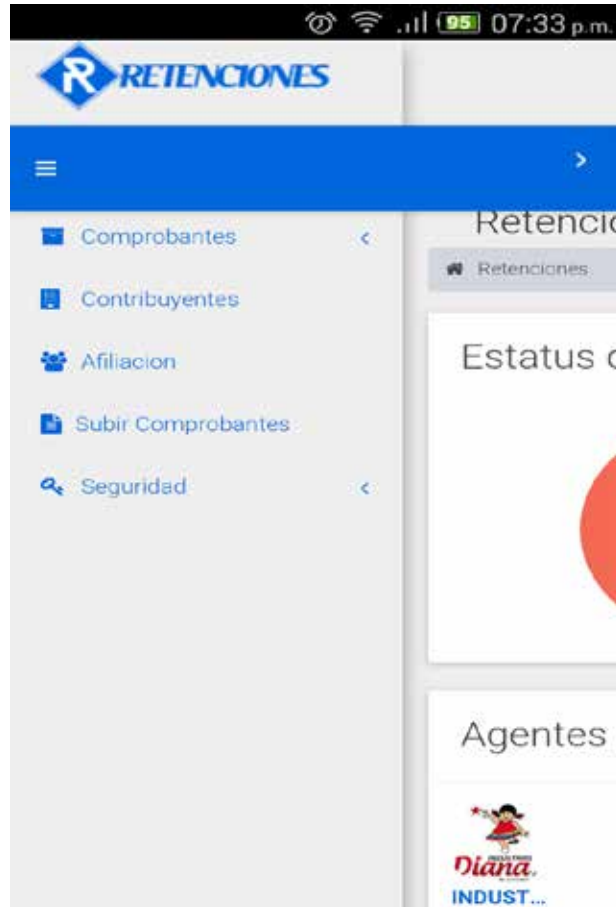 95 07:33 p.m.
R RETENCIONES
Comprobantes
Contribuyentes
Afiliacion
Subir Comprobantes
Seguridad
Retencio
Retenciones
Estatus
Agentes
Diana
INDUST...